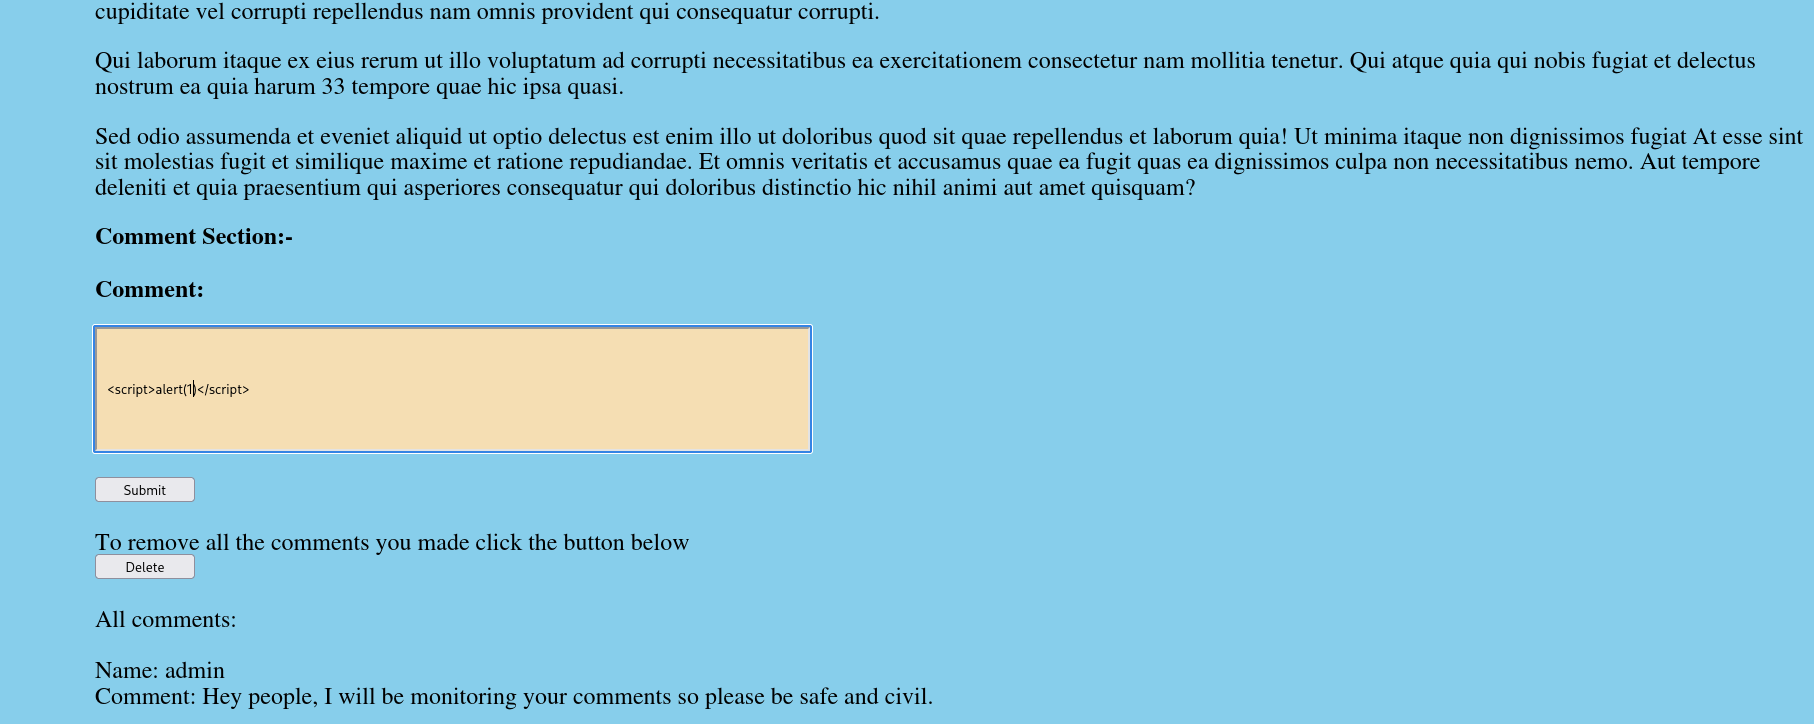 cupiditate vel corrupti repellendus nam omnis provident qui consequatur corrupti.
Qui laborum itaque ex eius rerum ut illo voluptatum ad corrupti necessitatibus ea exercitationem consectetur nam mollitia tenetur. Qui atque quia qui nobis fugiat et delectus
nostrum ea quia harum 33 tempore quae hic ipsa quasi.
Sed odio assumenda et eveniet aliquid ut optio delectus est enim illo ut doloribus quod sit quae repellendus et laborum quia! Ut minima itaque non dignissimos fugiat At esse sint
sit molestias fugit et similique maxime et ratione repudiandae. Et omnis veritatis et accusamus quae ea fugit quas ea dignissimos culpa non necessitatibus nemo. Aut tempore
deleniti et quia praesentium qui asperiores consequatur qui doloribus distinctio hic nihil animi aut amet quisquam?
Comment Section:-
Comment:
<script>alert(1)</script>
Submit
To remove all the comments you made click the button below
Delete
All comments:
Name: admin
Comment: Hey people, I will be monitoring your comments so please be safe and civil.